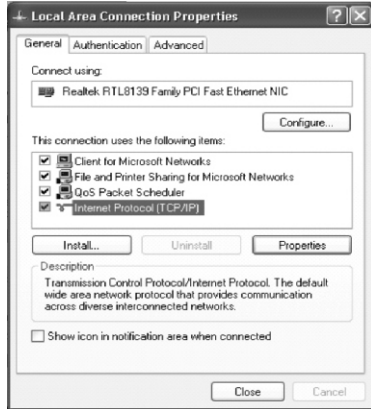 Local Area Connection Properties
General Authentication Advanced
Connect using:
Realtek RTL8139 Family PCI Fast Ethernet NIC
Configure...
This connection uses the following items:
Client for Microsoft Networks
File and Printer Sharing for Microsoft Networks
QoS Packet Scheduler
Internet Protocol (TCP/IP)
Install... Uninstall Properties
Description
Transmission Control Protocol/Internet Protocol. The default
wide area network protocol that provides communication
across diverse interconnected networks.
Show icon in notification area when connected
Close Cancel